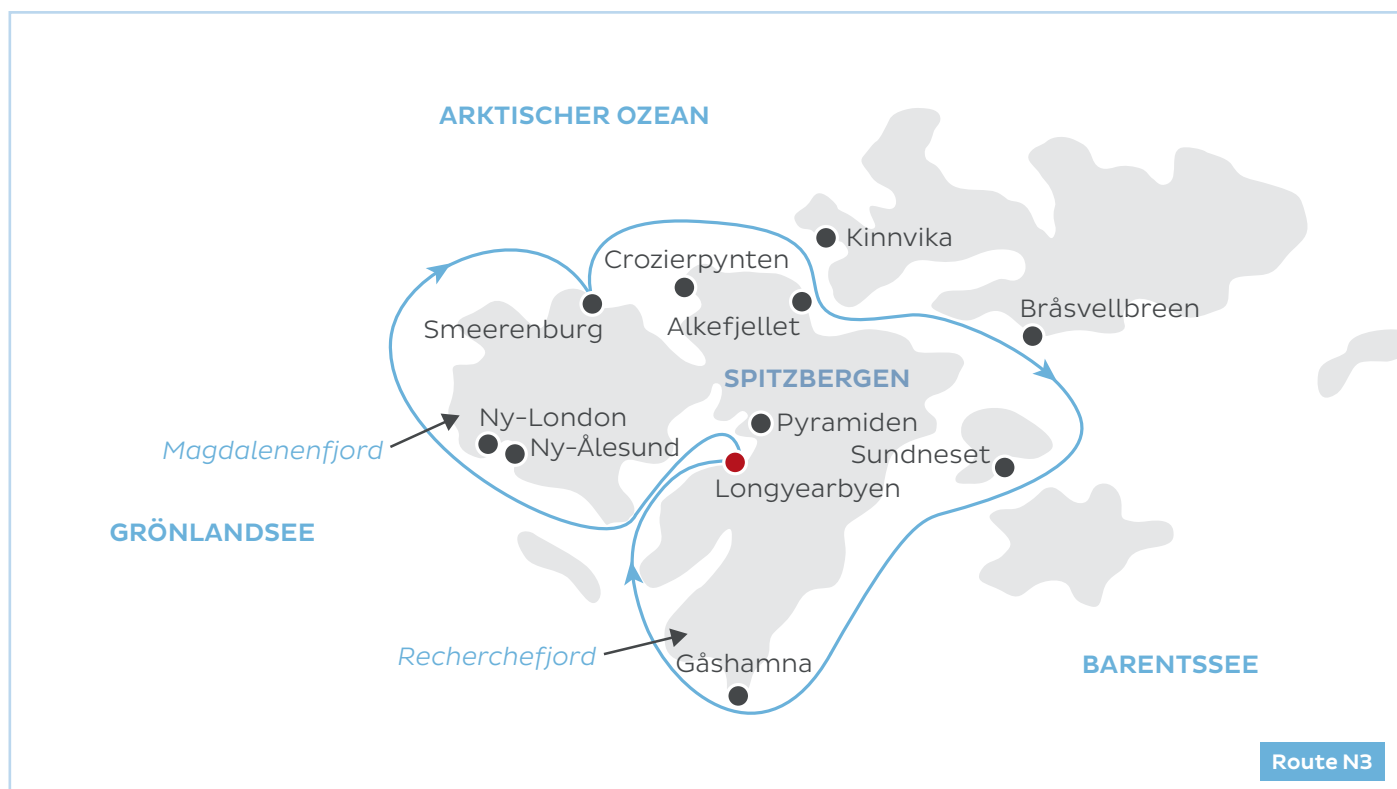 ARKTISCHER OZEAN
Kinnvika
Crozierpynten
Bråsvellbreen
Smeerenburg
Alkefjellet
SPITZBERGEN
Ny-London
Pyramiden
Magdalenenfjord
Ny-Ålesund
Sundneset
Longyearbyen
GRÖNLANDSEE
Recherchefjord
Gåshamna
BARENTSSEE
Route N3